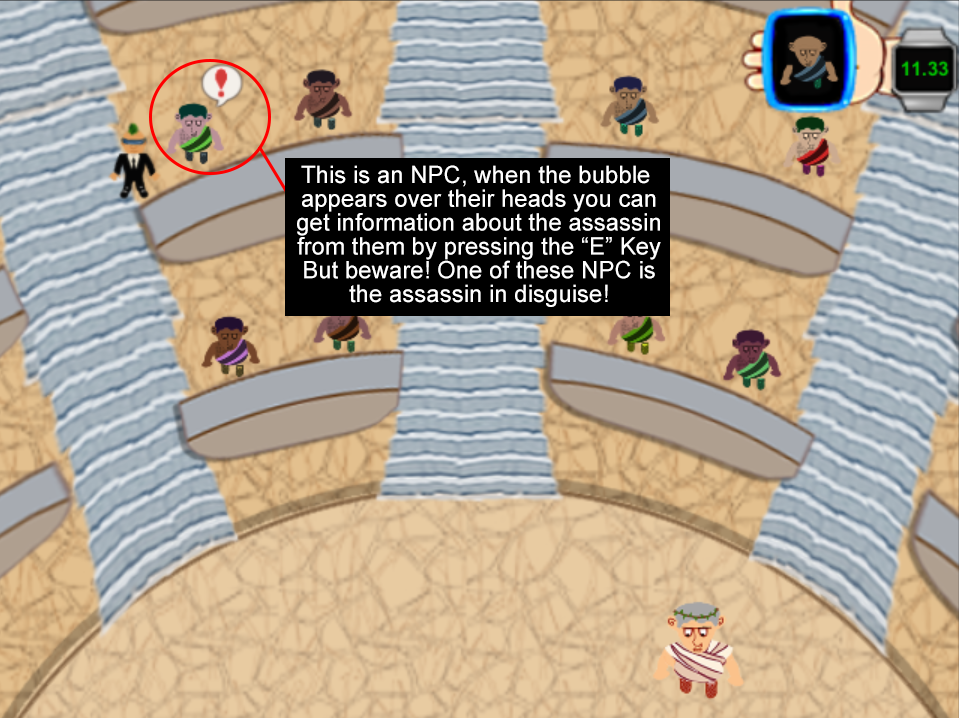 11.33
This is an NPC, when the bubble
appears over their heads you can
get information about the assassin
from them by pressing the “E” Key
But beware! One of these NPC is
the assassin in disguise!